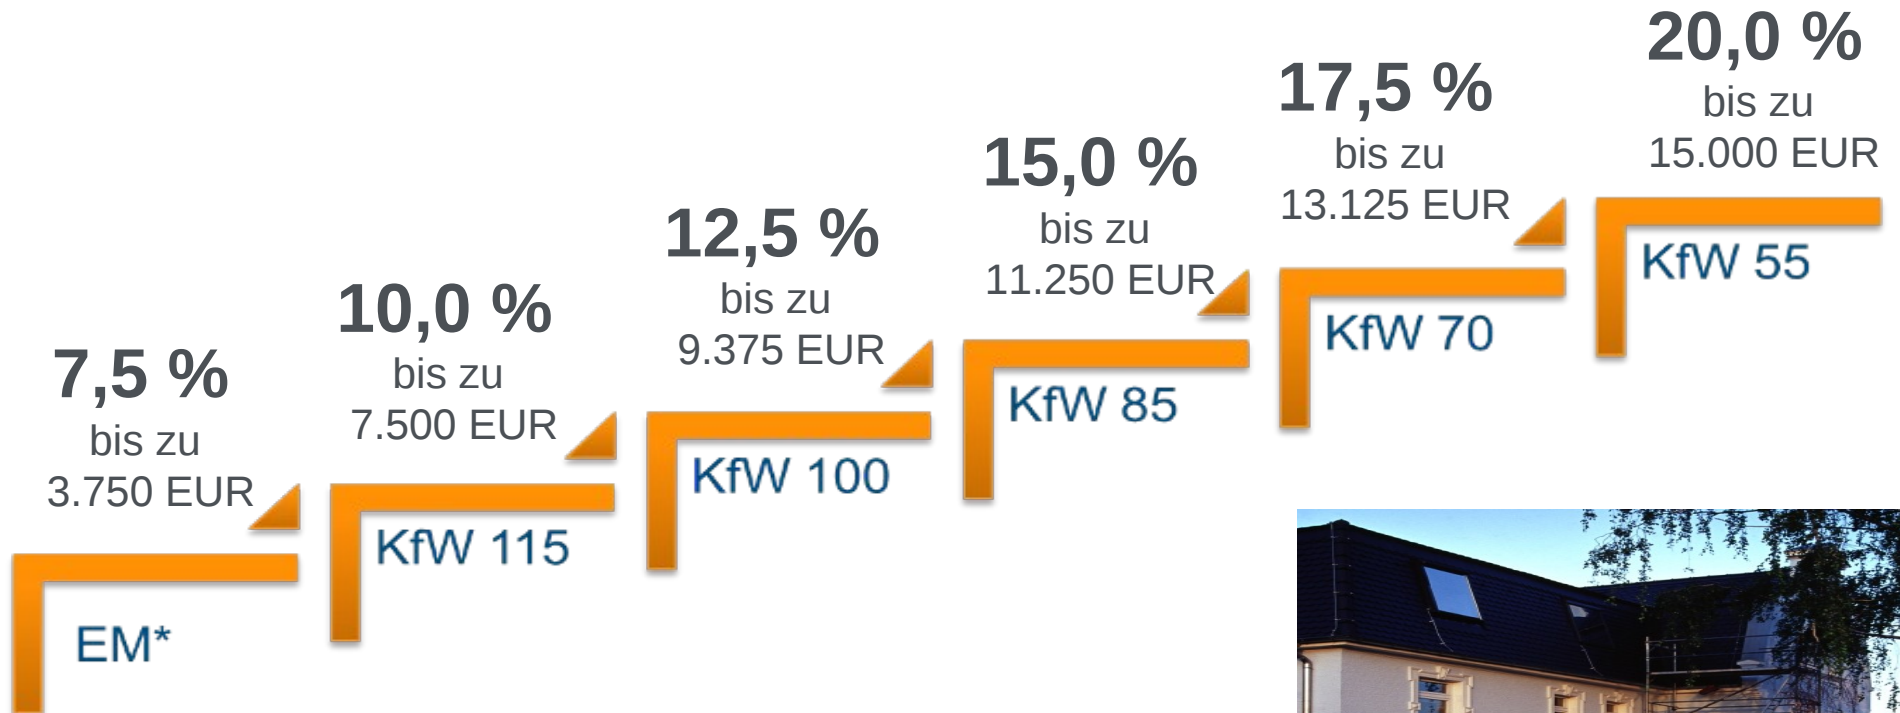 7,5 %
bis zu
3.750 EUR
EM*
10,0 %
bis zu
7.500 EUR
KfW 115
12,5 %
bis zu
9.375 EUR
KfW 100
15,0 %
bis zu
11.250 EUR
KfW 85
17,5 %
bis zu
13.125 EUR
KfW 70
20,0 %
bis zu
15.000 EUR
KfW 55